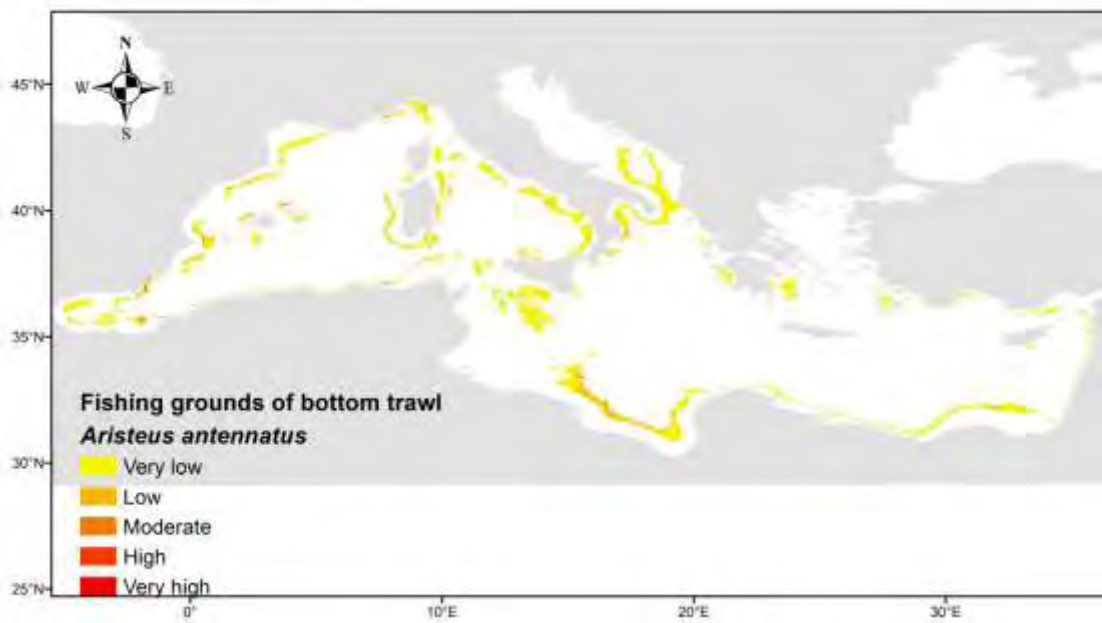 N
W E
S
45°N
40°N
35°N
30°N
25°N
Fishing grounds of bottom trawl
Aristeus antennatus
Very low
Low
Moderate
High
Very high
0°
10°E
20°E
30°E